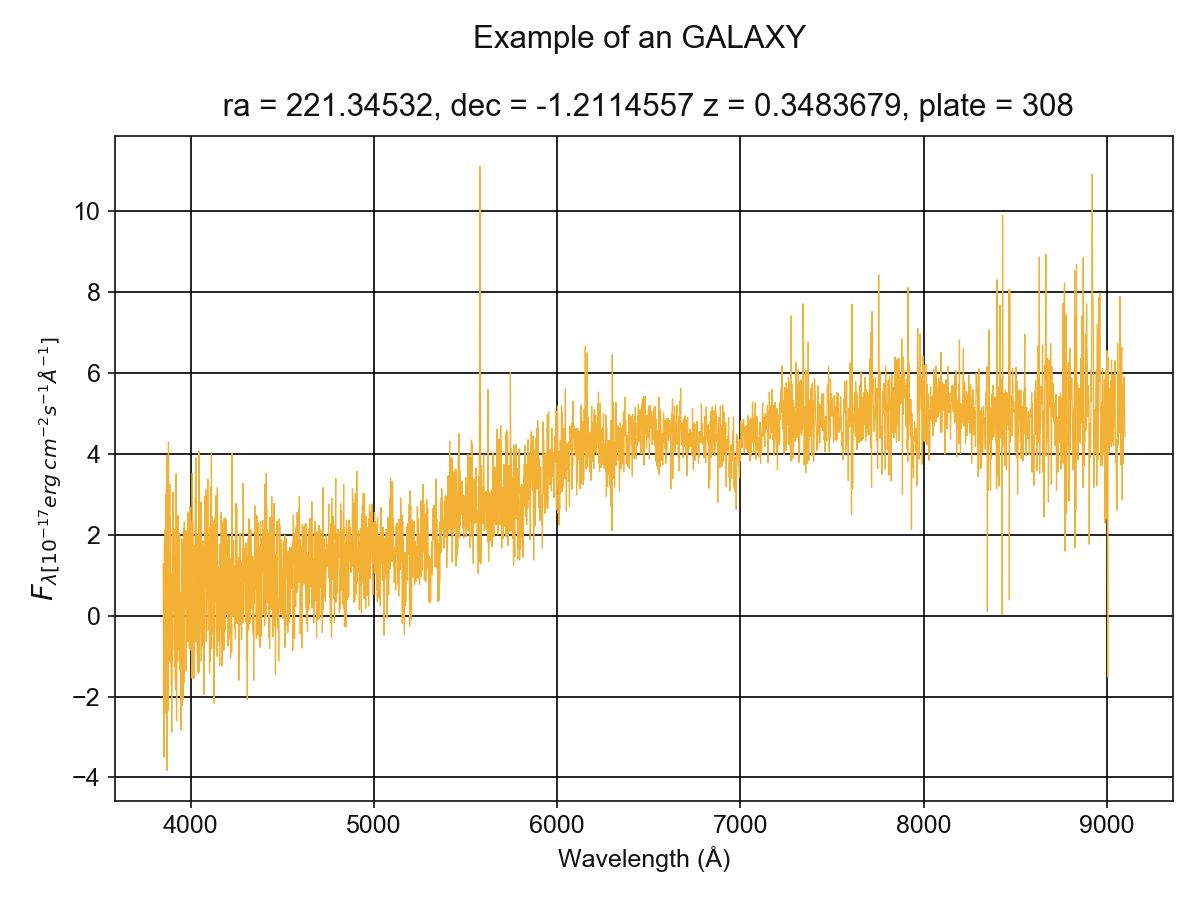 Example of an GALAXY
ra = 221.34532, dec = -1.2114557 z = 0.3483679, plate = 308
10
8
6
4
2
0
−2
−4
F_{λ[10^{−17} erg cm^{−2} s^{−1} Å^{−1}]}
4000 5000 6000 7000 8000 9000
Wavelength (Å)